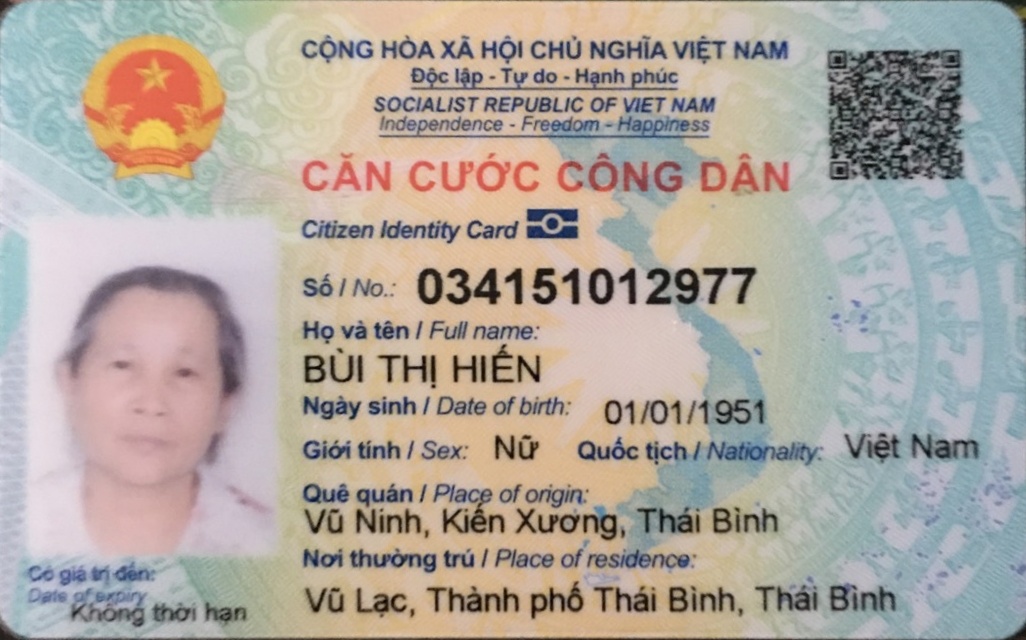 CỘNG HÒA XÃ HỘI CHỦ NGHĨA VIỆT NAM
Độc lập - Tự do - Hạnh phúc
SOCIALIST REPUBLIC OF VIET NAM
Independence - Freedom - Happiness
CĂN CƯỚC CÔNG DÂN
Citizen Identity Card
Số / No.: 034151012977
Họ và tên / Full name:
BÙI THỊ HIẾN
Ngày sinh / Date of birth: 01/01/1951
Giới tính / Sex: Nữ Quốc tịch / Nationality: Việt Nam
Quê quán / Place of origin:
Vũ Ninh, Kiến Xương, Thái Bình
Nơi thường trú / Place of residence:
Vũ Lạc, Thành phố Thái Bình, Thái Bình
Có giá trị đến:
Date of expiry
Không thời hạn